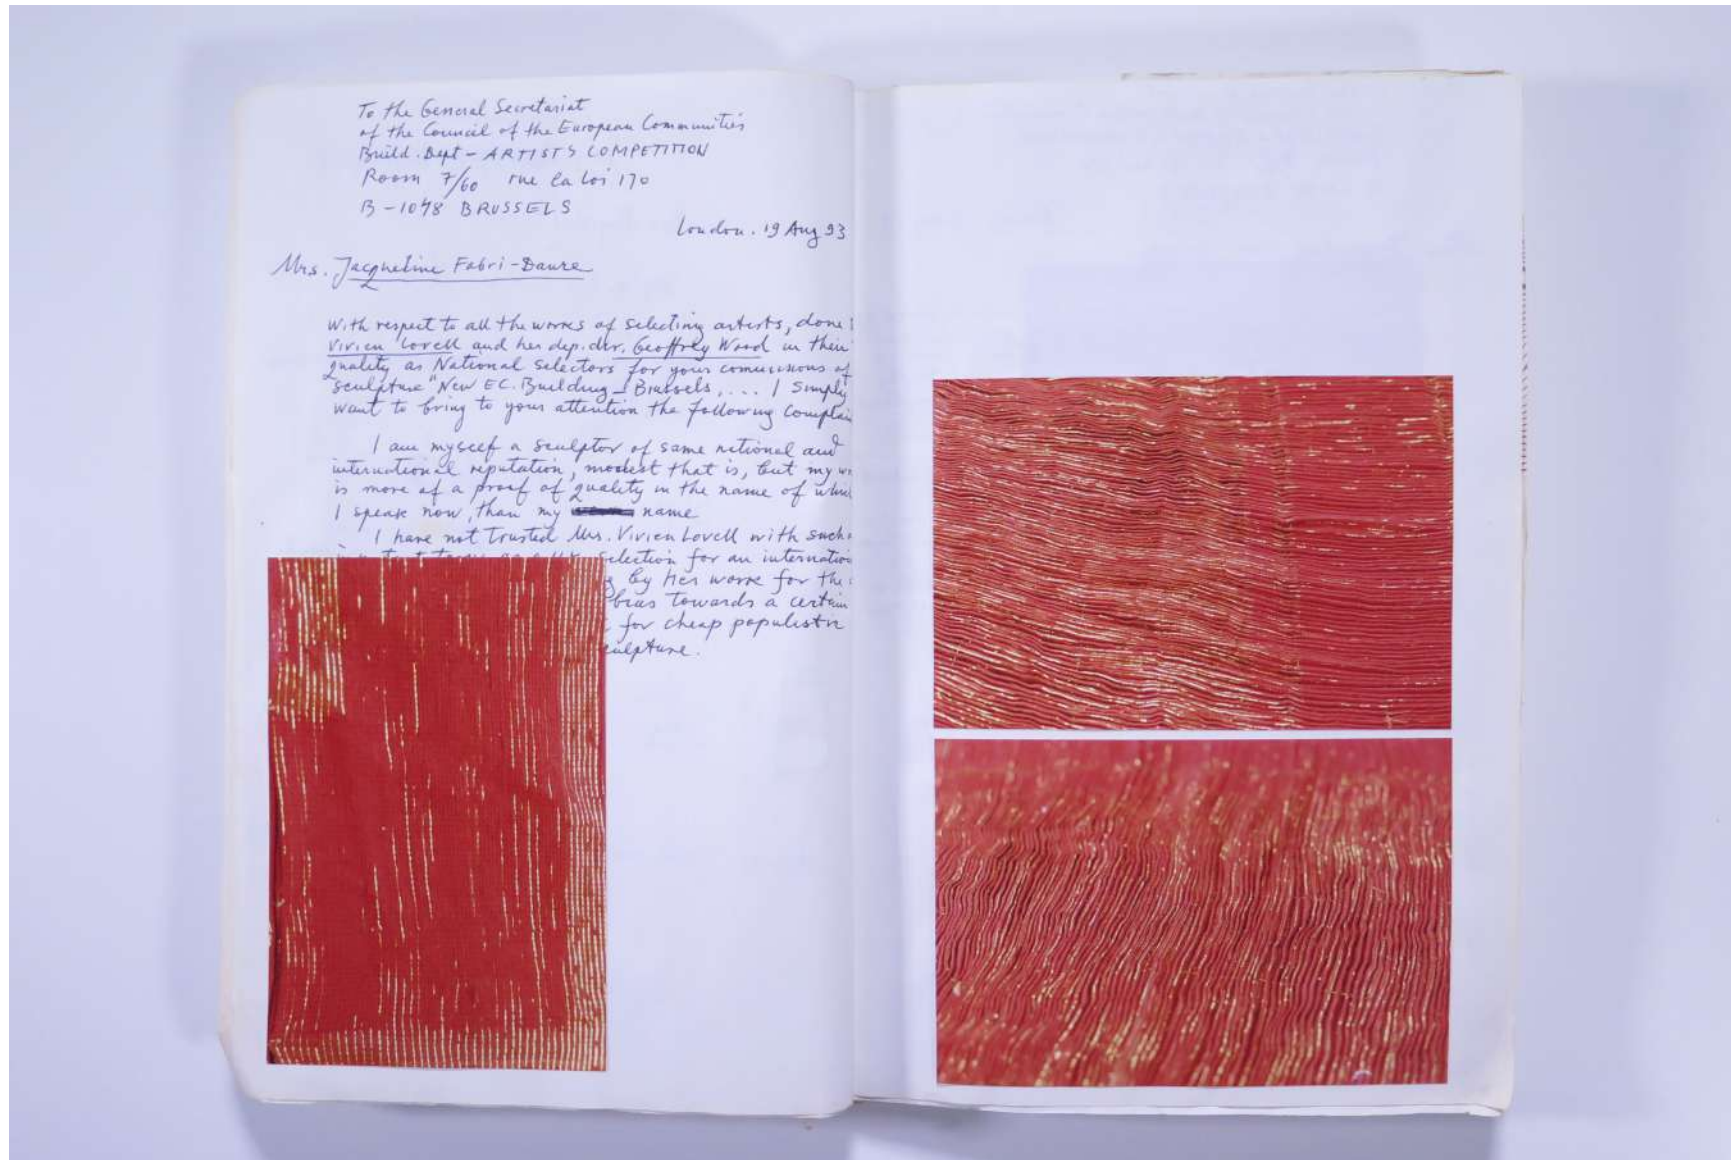 To the General Secretariat
of the Council of the European Communities
Build. Dept - ARTISTS COMPETITION
Room 7/60 rue la Loi 170
B-1048 BRUSSELS
London. 19 Aug 93
Mrs. Jacqueline Fabri-Daure
With respect to all the works of selecting artists, done
Vivien Lovell and her dep. dir. Geoffrey Wood in their
quality as National Selectors for your commissions of
sculpture "New EC. Building - Brussels, .... I simply
want to bring to your attention the following
I am myself a sculptor of some national and
international reputation, modest that is, but my
is more of a proof of quality in the name of
I speak now, than my name
I have not trusted Mrs. Vivien Lovell with such
selection for an
by her work for the
bias towards a certain
for cheap
sculpture.